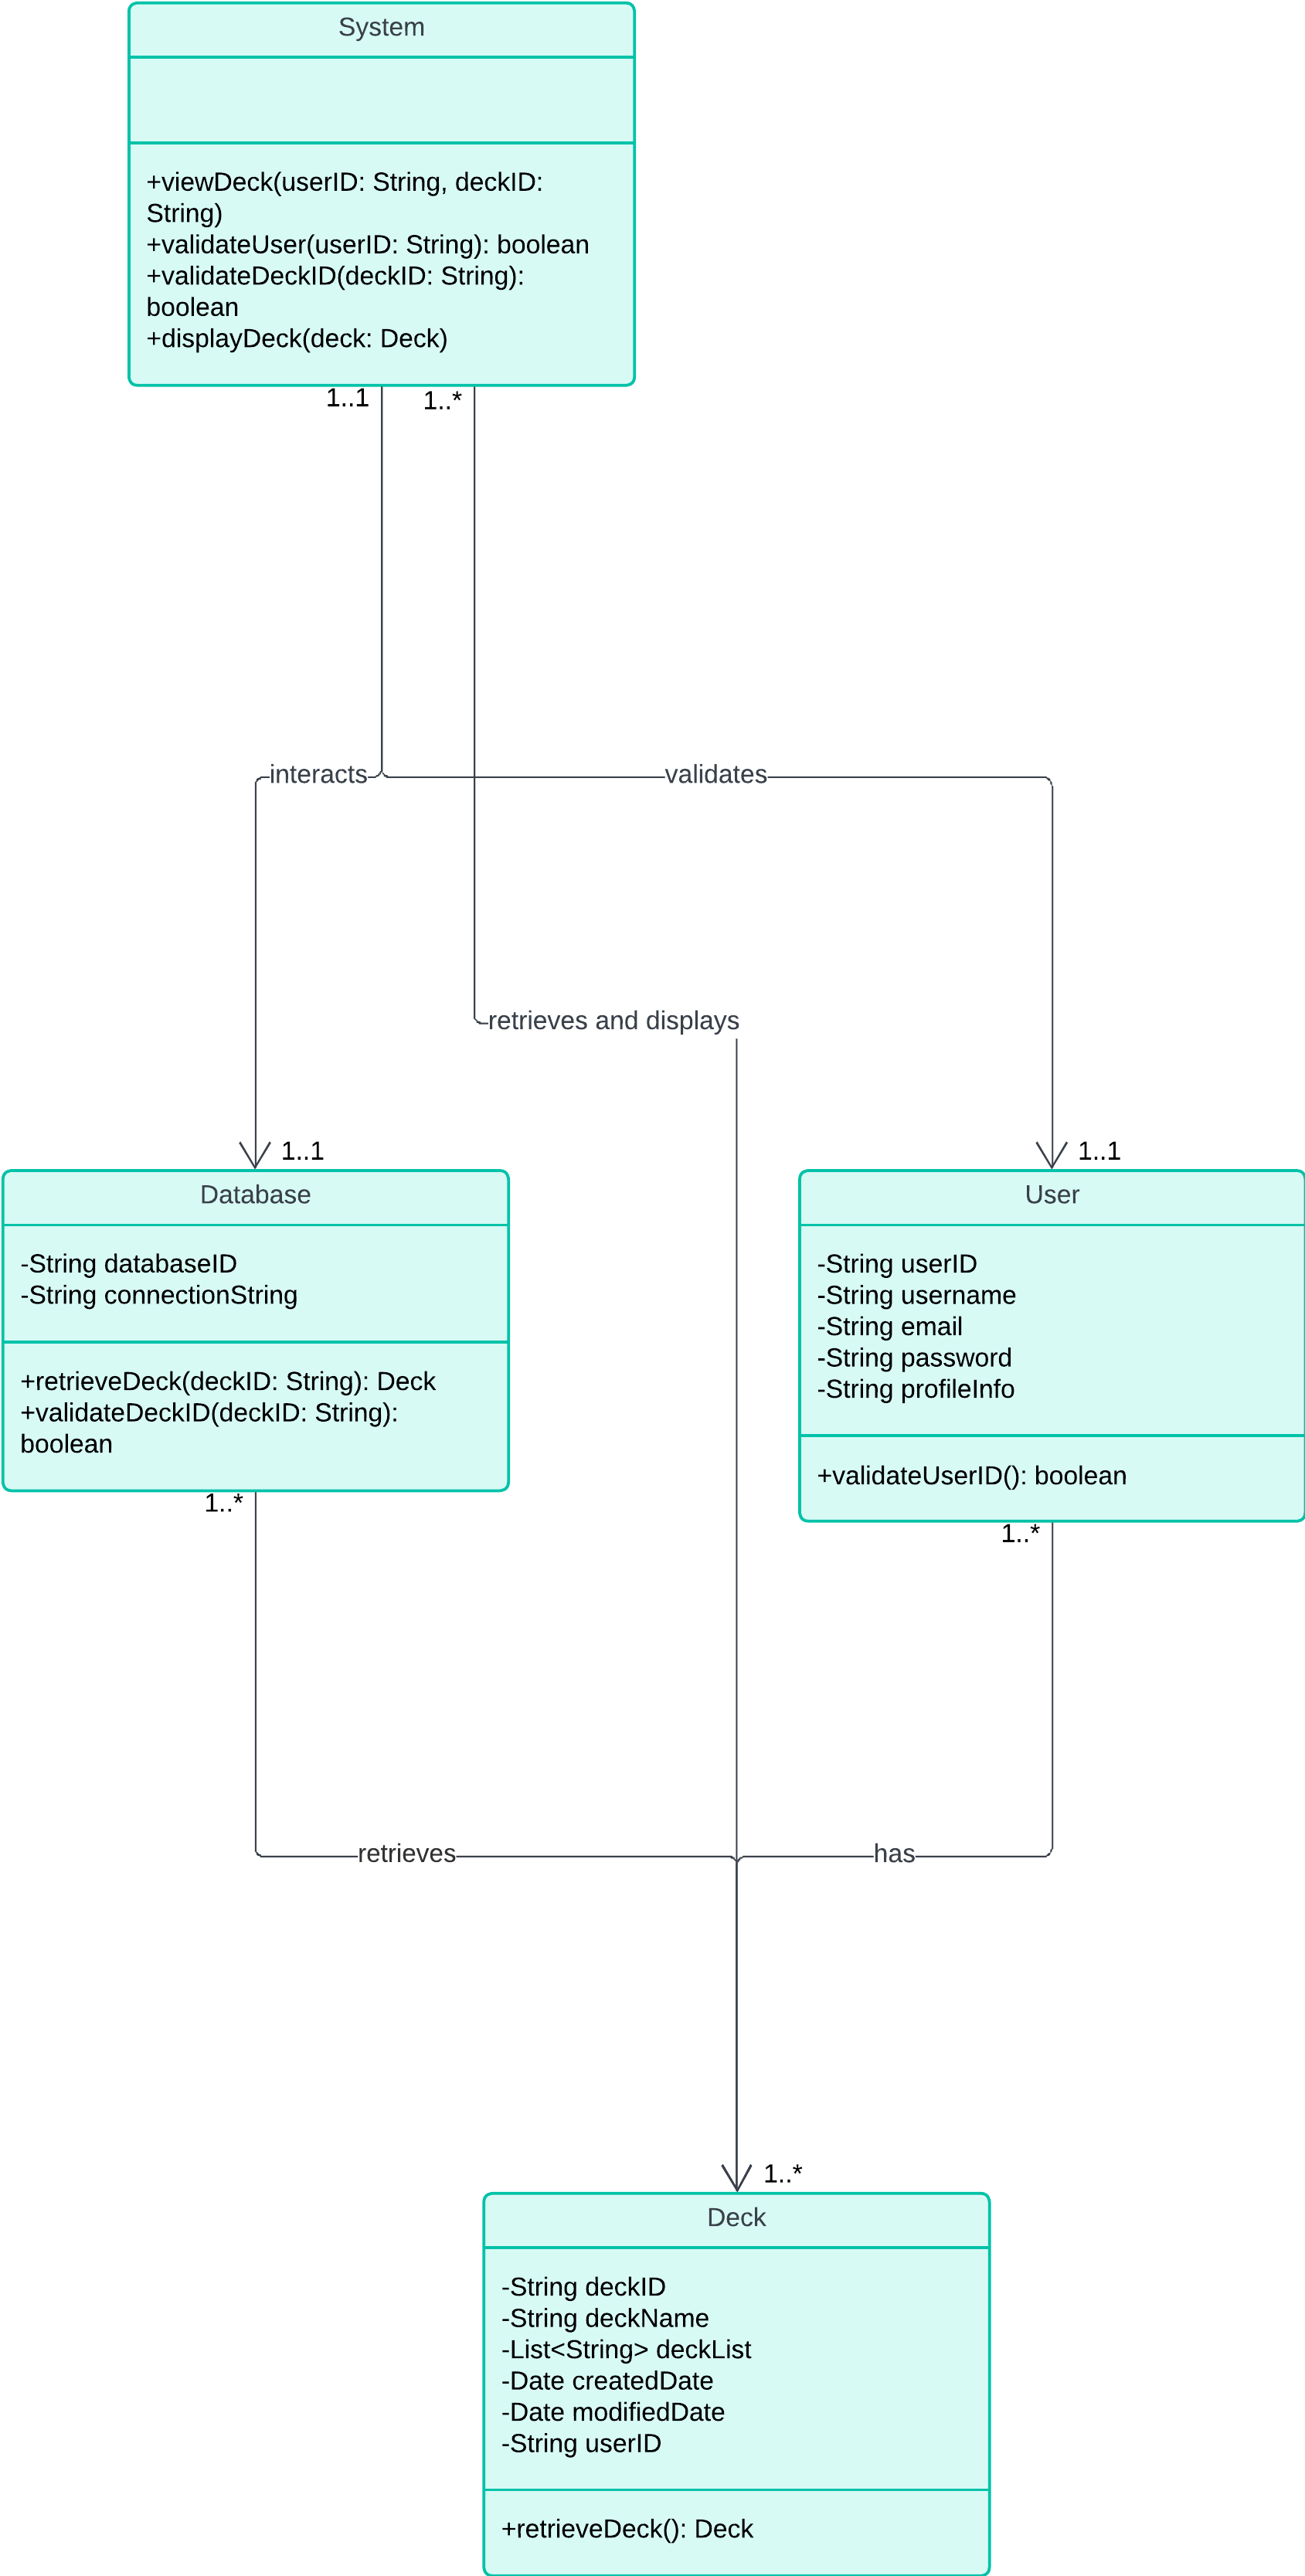 System
+viewDeck(userID: String, deckID:
String)
+validateUser(userID: String): boolean
+validateDeckID(deckID: String):
boolean
+displayDeck(deck: Deck)
1..1
1..*
interacts
validates
retrieves and displays
1..1
1..1
Database
-String databaseID
-String connectionString
+retrieveDeck(deckID: String): Deck
+validateDeckID(deckID: String):
boolean
1..*
User
-String userID
-String username
-String email
-String password
-String profileInfo
+validateUserID(): boolean
1..*
retrieves
has
1..*
Deck
-String deckID
-String deckName
-List<String> deckList
-Date createdDate
-Date modifiedDate
-String userID
+retrieveDeck(): Deck